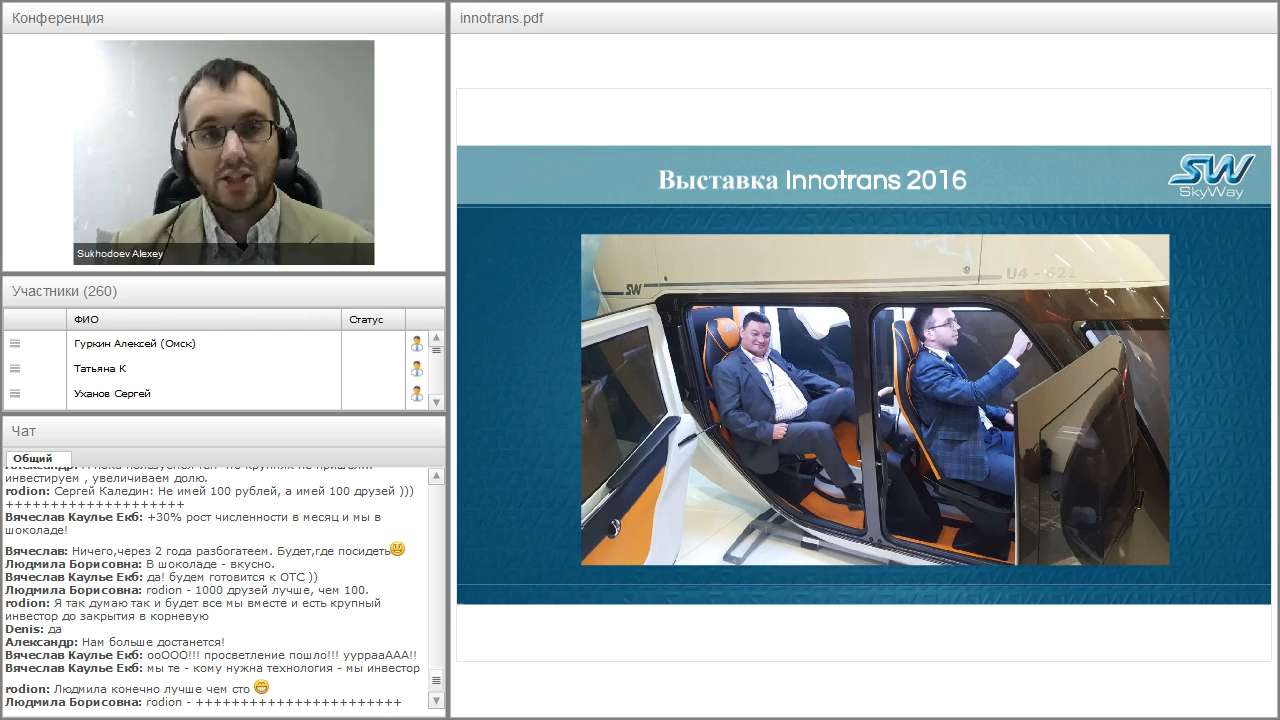 Конференция
Sukhodoev Alexey
Участники (260)
ФИО
Статус
Гуркин Алексей (Омск)
Татьяна К
Уханов Сергей
Чат
Общий
инвестируем , увеличиваем долю.
rodion: Сергей Каледин: Не имей 100 рублей, а имей 100 друзей )))
++++++++++++++++++++
Вячеслав Каулье Екб: +30% рост численности в месяц и мы в
шоколаде!
Вячеслав: Ничего,через 2 года разбогатеем. Будет,где посидеть
Людмила Борисовна: В шоколаде - вкусно.
Вячеслав Каулье Екб: да! будем готовится к ОТС ))
Людмила Борисовна: rodion - 1000 друзей лучше, чем 100.
rodion: Я так думаю так и будет все мы вместе и есть крупный
инвестор до закрытия в корневую
Denis: да
Александр: Нам больше достанется!
Вячеслав Каулье Екб: ооООО!!! просветление пошло!!! ууррааААА!!
Вячеслав Каулье Екб: мы те - кому нужна технология - мы инвестор
rodion: Людмила конечно лучше чем сто
Людмила Борисовна: rodion - +++++++++++++++++++++++
innotrans.pdf
Выставка Innotrans 2016
SW
SkyWay
SW
U4 - 621